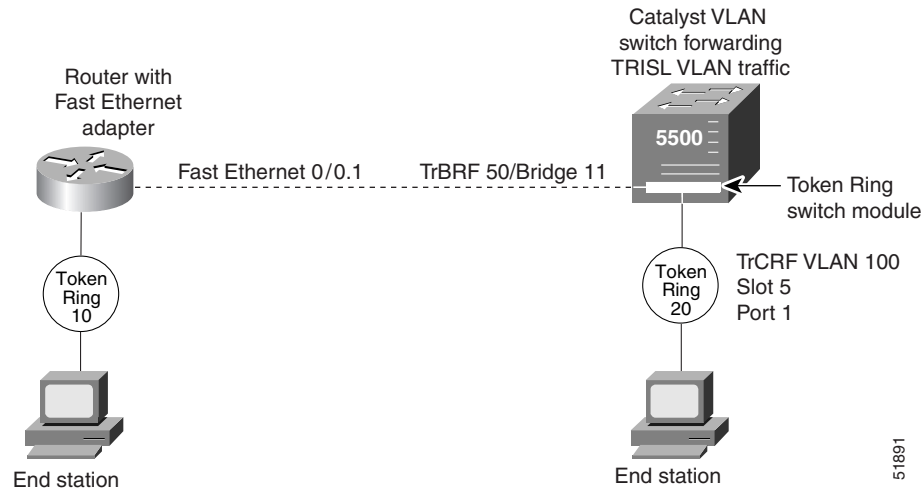 Catalyst VLAN
switch forwarding
TRISL VLAN traffic
Router with
Fast Ethernet
adapter
5500
Fast Ethernet 0/0.1
TrBRF 50/Bridge 11
Token Ring
switch module
Token
Ring
10
Token
Ring
20
TrCRF VLAN 100
Slot 5
Port 1
End station
End station
51891